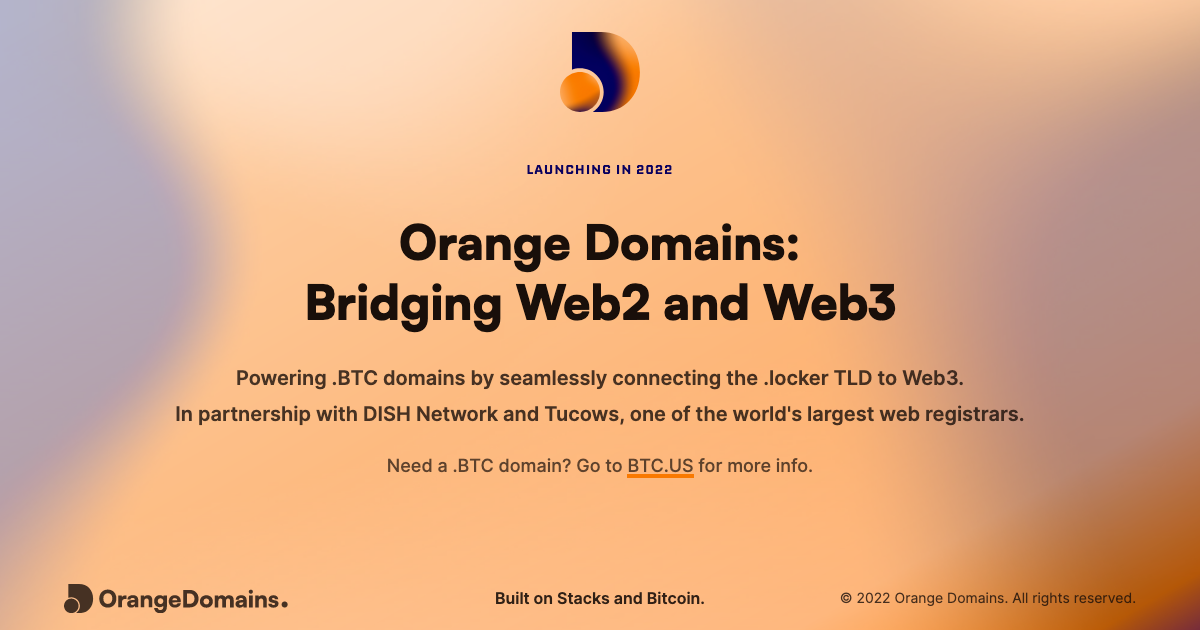 LAUNCHING IN 2022
Orange Domains:
Bridging Web2 and Web3
Powering .BTC domains by seamlessly connecting the .locker TLD to Web3.
In partnership with DISH Network and Tucows, one of the world's largest web registrars.
Need a .BTC domain? Go to BTC.US for more info.
OrangeDomains.
Built on Stacks and Bitcoin.
© 2022 Orange Domains. All rights reserved.